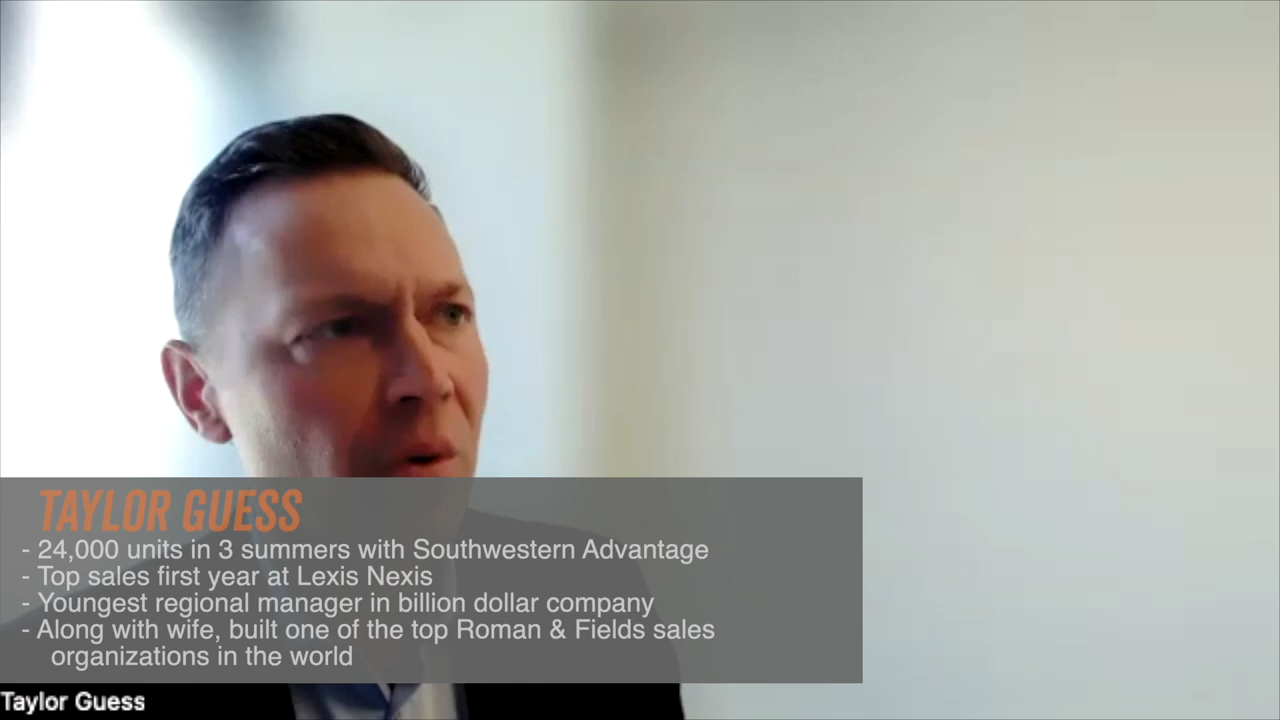 TAYLOR GUESS
- 24,000 units in 3 summers with Southwestern Advantage
- Top sales first year at Lexis Nexis
- Youngest regional manager in billion dollar company
- Along with wife, built one of the top Roman & Fields sales
organizations in the world
Taylor Guess